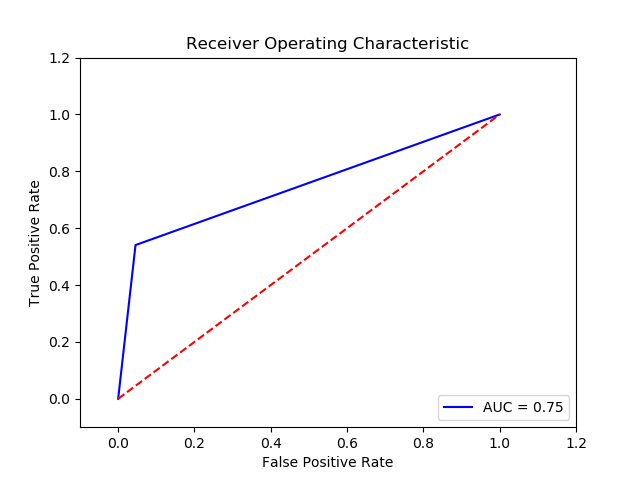 Receiver Operating Characteristic
1.2
1.0
0.8
0.6
0.4
0.2
0.0
True Positive Rate
AUC = 0.75
0.0 0.2 0.4 0.6 0.8 1.0 1.2
False Positive Rate